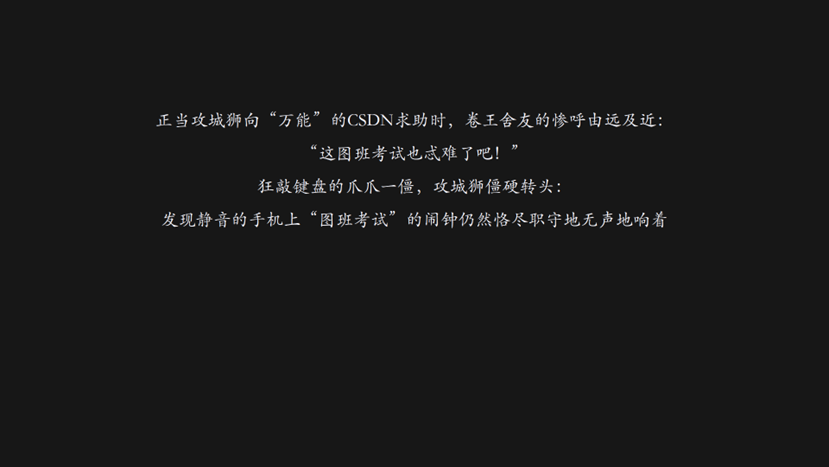 正当攻城狮向“万能”的CSDN求助时，卷王舍友的惨呼由远及近：
“这图班考试也忒难了吧！”
狂敲键盘的爪爪一僵，攻城狮僵硬转头：
发现静音的手机上“图班考试”的闹钟仍然恪尽职守地无声地响着